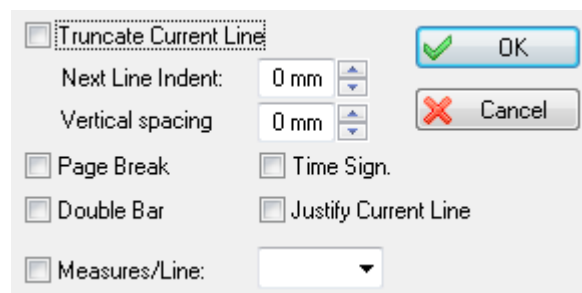 Truncate Current Line
OK
Next Line Indent: 0 mm
Vertical spacing 0 mm
Cancel
Page Break Time Sign.
Double Bar Justify Current Line
Measures/Line: